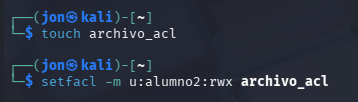 ┌──(jon㉿kali)-[~]
└─$ touch archivo_acl
┌──(jon㉿kali)-[~]
└─$ setfacl -m u:alumno2:rwx archivo_acl